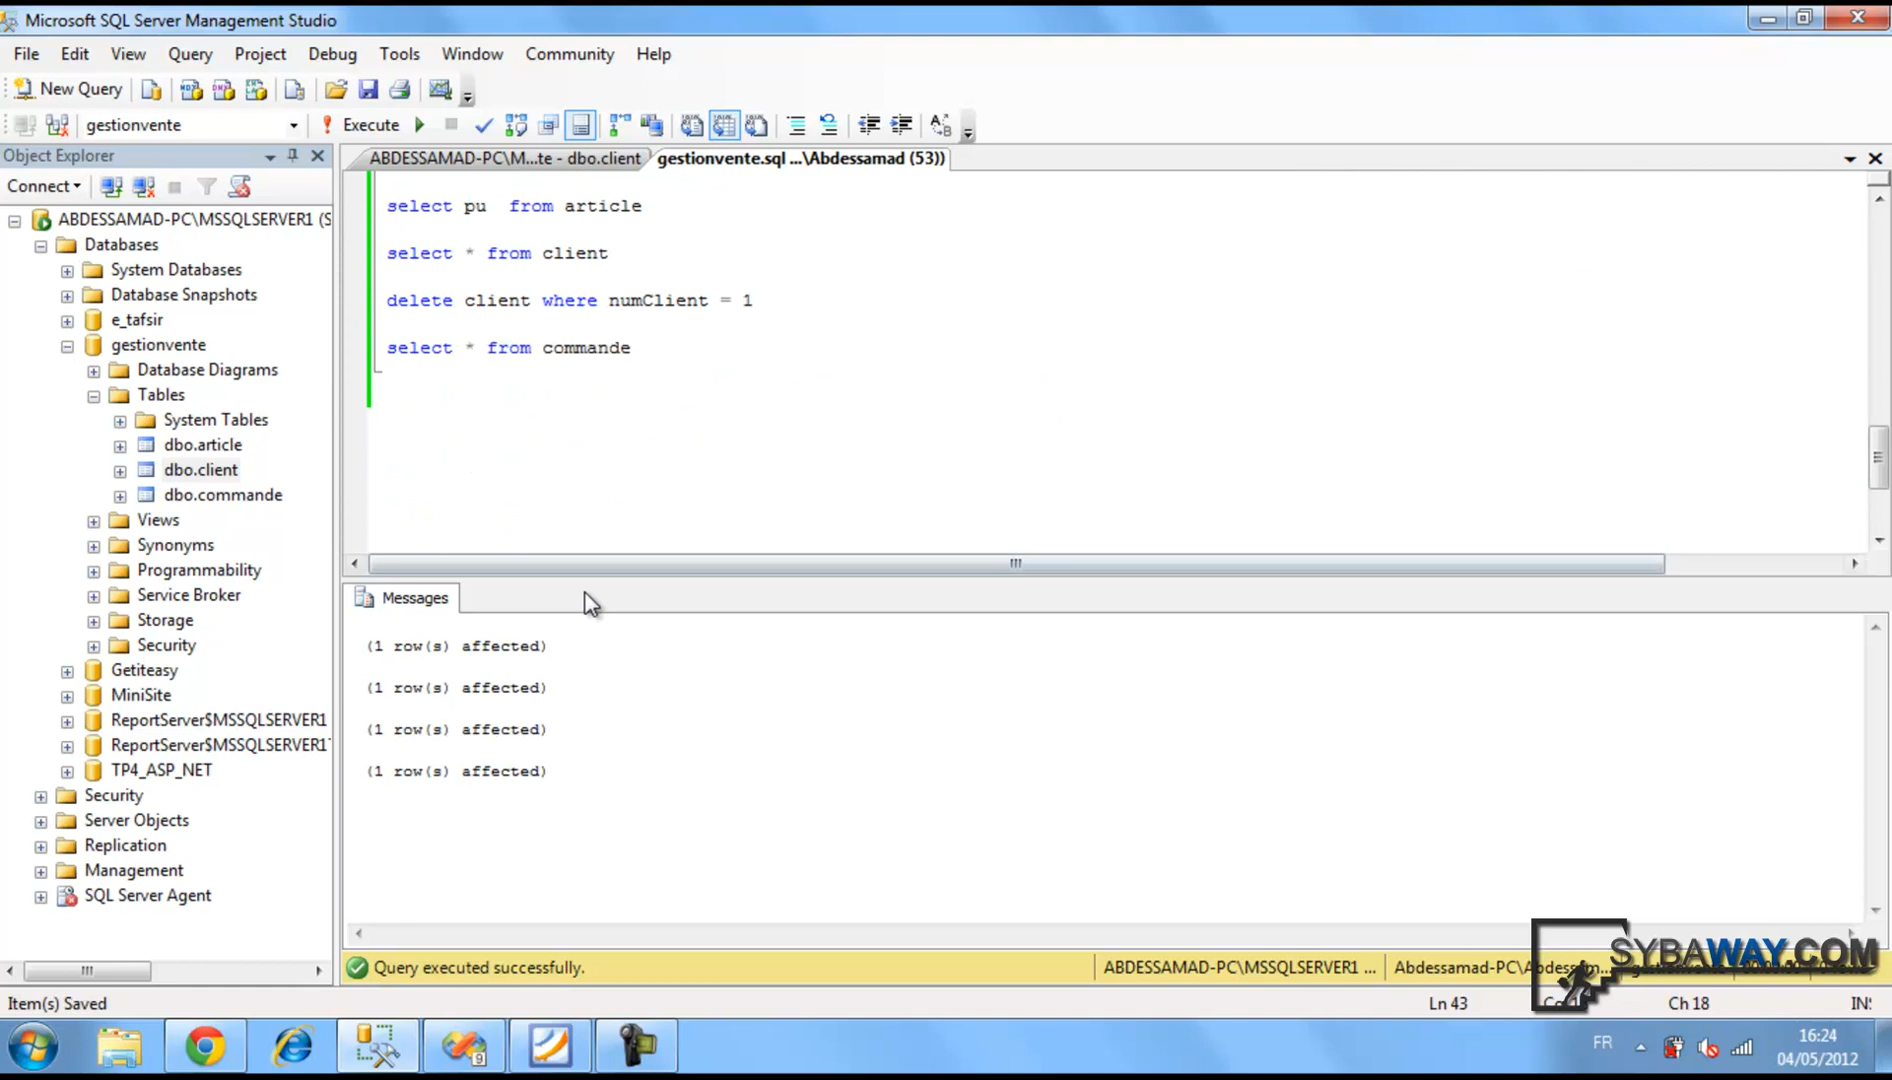 Microsoft SQL Server Management Studio
File Edit View Query Project Debug Tools Window Community Help
New Query
gestionvente Execute
Object Explorer
ABDESSAMAD-PC\M...te - dbo.client gestionvente.sql ...\Abdessamad (53))
Connect
ABDESSAMAD-PC\MSSQLSERVER1 (S
Databases
System Databases
Database Snapshots
e_tafsir
gestionvente
Database Diagrams
Tables
System Tables
dbo.article
dbo.client
dbo.commande
Views
Synonyms
Programmability
Service Broker
Storage
Security
Getiteasy
MiniSite
ReportServer$MSSQLSERVER1
ReportServer$MSSQLSERVER1
TP4_ASP_NET
Security
Server Objects
Replication
Management
SQL Server Agent
select pu from article
select * from client
delete client where numClient = 1
select * from commande
Messages
(1 row(s) affected)
(1 row(s) affected)
(1 row(s) affected)
(1 row(s) affected)
SYBAWAY.COM
Query executed successfully. ABDESSAMAD-PC\MSSQLSERVER1 ...
Item(s) Saved Ln 43 Ch 18 INS
9
FR 16:24
04/05/2012